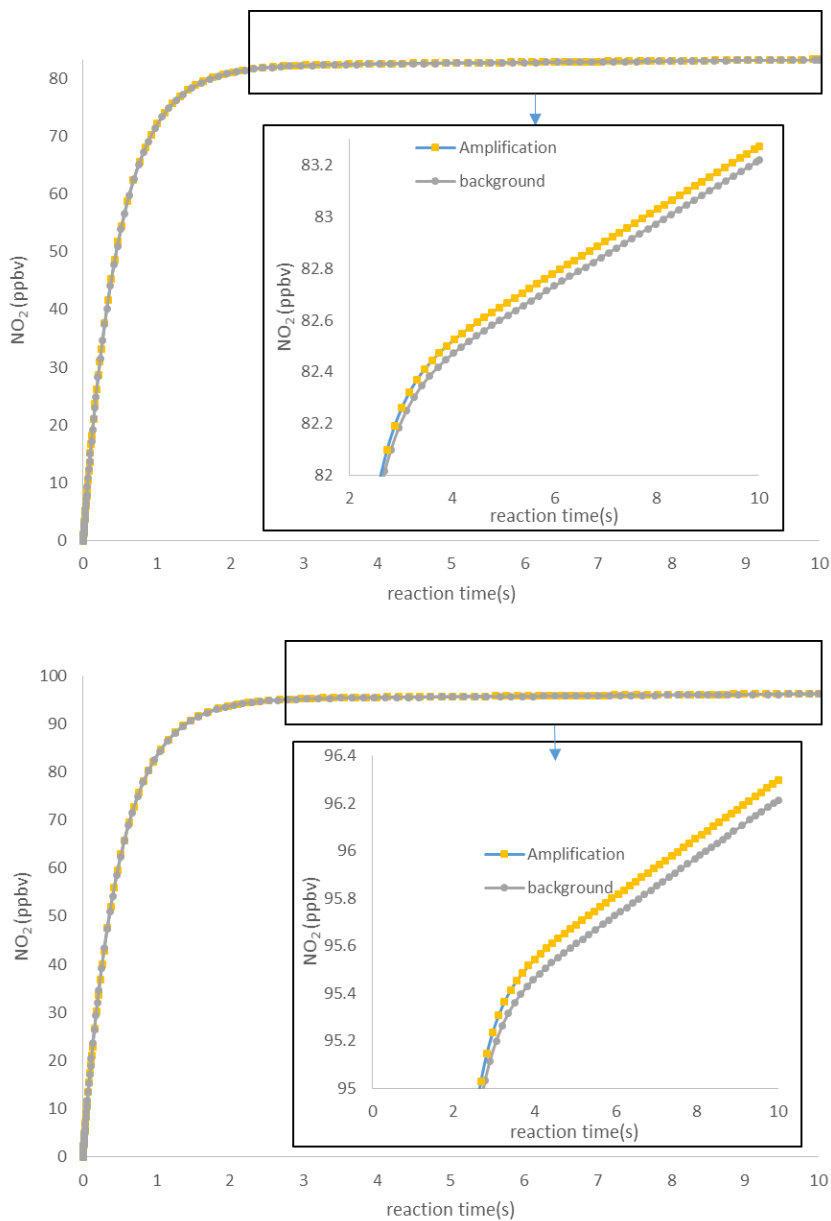 80
70
60
50
40
30
20
10
0
NO₂ (ppbv)
0 1 2 3 4 5 6 7 8 9 10
reaction time(s)
Amplification
background
83.2
83
82.8
82.6
82.4
82.2
82
NO₂ (ppbv)
2 4 6 8 10
reaction time(s)
100
90
80
70
60
50
40
30
20
10
0
NO₂ (ppbv)
0 1 2 3 4 5 6 7 8 9 10
reaction time(s)
96.4
96.2
96
95.8
95.6
95.4
95.2
95
Amplification
background
NO₂ (ppbv)
0 2 4 6 8 10
reaction time(s)